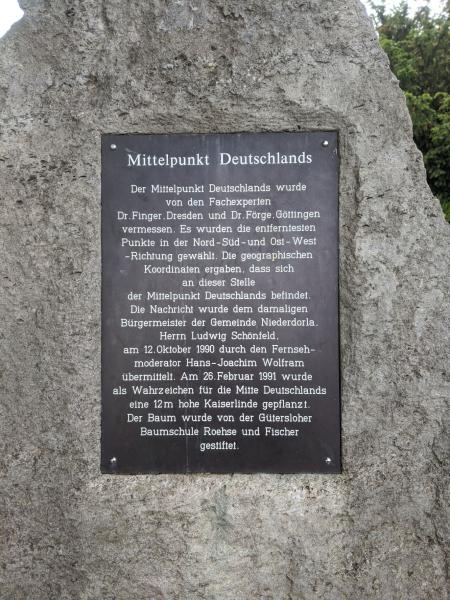 Mittelpunkt Deutschlands
Der Mittelpunkt Deutschlands wurde
von den Fachexperten
Dr.Finger,Dresden und Dr.Förge,Göttingen
vermessen. Es wurden die entferntesten
Punkte in der Nord-Süd-und Ost-West
-Richtung gewählt. Die geographischen
Koordinaten ergaben, dass sich
an dieser Stelle
der Mittelpunkt Deutschlands befindet.
Die Nachricht wurde dem damaligen
Bürgermeister der Gemeinde Niederdorla,
Herrn Ludwig Schönfeld,
am 12.Oktober 1990 durch den Fernseh-
moderator Hans-Joachim Wolfram
übermittelt. Am 26.Februar 1991 wurde
als Wahrzeichen für die Mitte Deutschlands
eine 12m hohe Kaiserlinde gepflanzt.
Der Baum wurde von der Gütersloher
Baumschule Roehse und Fischer
gestiftet.